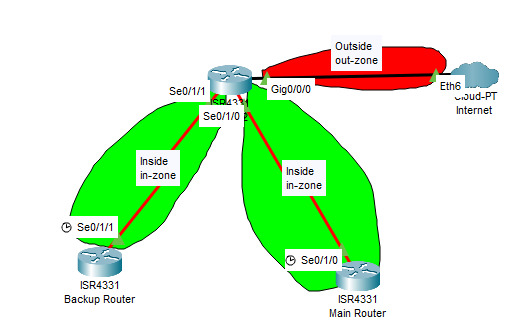 Outside
out-zone
Se0/1/1
Gig0/0/0
Eth6
Cloud-PT
Internet
Se0/1/0
Inside
in-zone
Inside
in-zone
Se0/1/1
Se0/1/0
ISR4331
Backup Router
ISR4331
Main Router